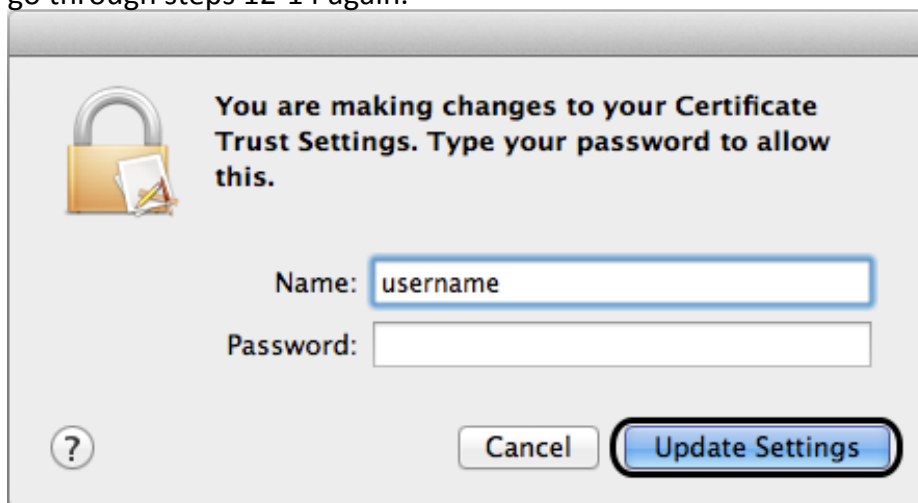 go through steps 12-14 again.
You are making changes to your Certificate
Trust Settings. Type your password to allow
this.
Name: username
Password:
? Cancel Update Settings